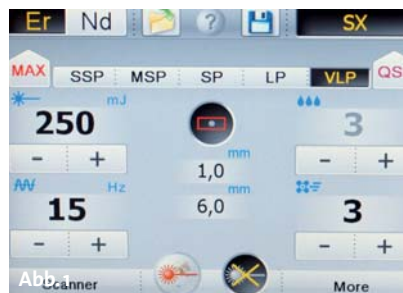 Er Nd ? SX
MAX SSP MSP SP LP VLP QS
mJ
250 3
- + mm - +
1,0
Hz mm
15 6,0 3
- + - +
Abb. 1
Scanner More